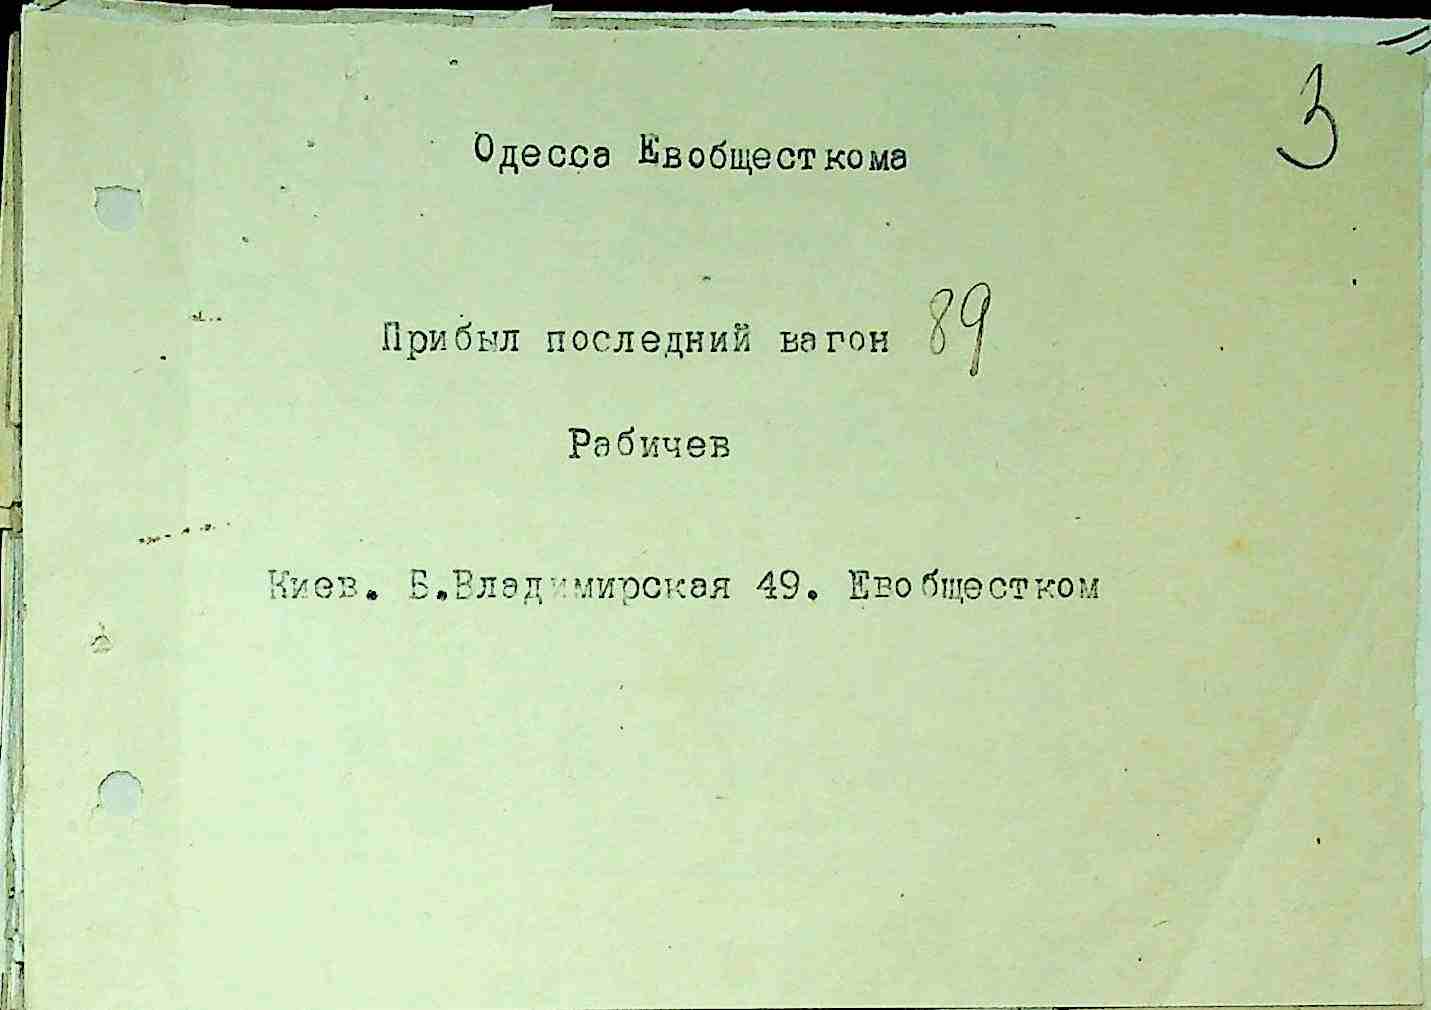 3
Одесса Евобщесткома
Прибыл последний вагон 89
Рабичев
Киев. Б.Владимирская 49. Евобщестком